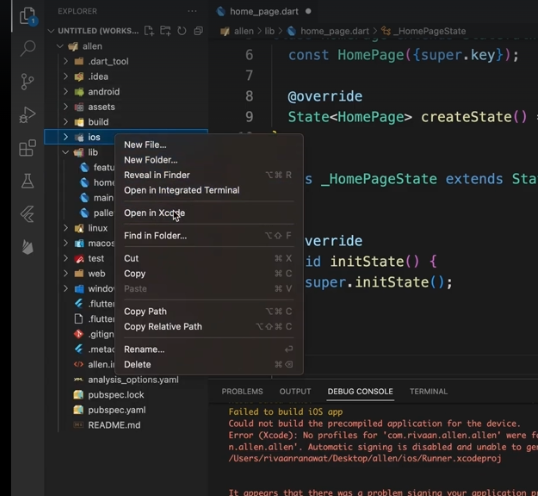 EXPLORER
home_page.dart
UNTITLED (WORKS...
allen > lib > home_page.dart > _HomePageState
allen
.dart_tool
.idea
android
assets
build
ios
lib
featu
home
main
palle
linux
macos
test
web
window
.flutter
.flutte
.gitign
.metac
allen.in
analysis_options.yaml
pubspec.lock
pubspec.yaml
README.md
New File...
New Folder...
Reveal in Finder ⌥⌘ R
Open in Integrated Terminal
Open in Xcode
Find in Folder... ⌥⇧ F
Cut ⌘ X
Copy ⌘ C
Paste ⌘ V
Copy Path ⌥⌘ C
Copy Relative Path ⌥⇧⌘ C
Rename... ⏎
Delete ⌘⌫
6 const HomePage({super.key});
7
8 @override
9 State<HomePage> createState() =
s _HomePageState extends Sta
verride
id initState() {
super.initState();
PROBLEMS OUTPUT DEBUG CONSOLE TERMINAL
Failed to build iOS app
Could not build the precompiled application for the device.
Error (Xcode): No profiles for 'com.rivaan.allen.allen' were f
n.allen.allen'. Automatic signing is disabled and unable to ge
/Users/rivaanranawat/Desktop/allen/ios/Runner.xcodeproj
It appears that there was a problem signing your application p